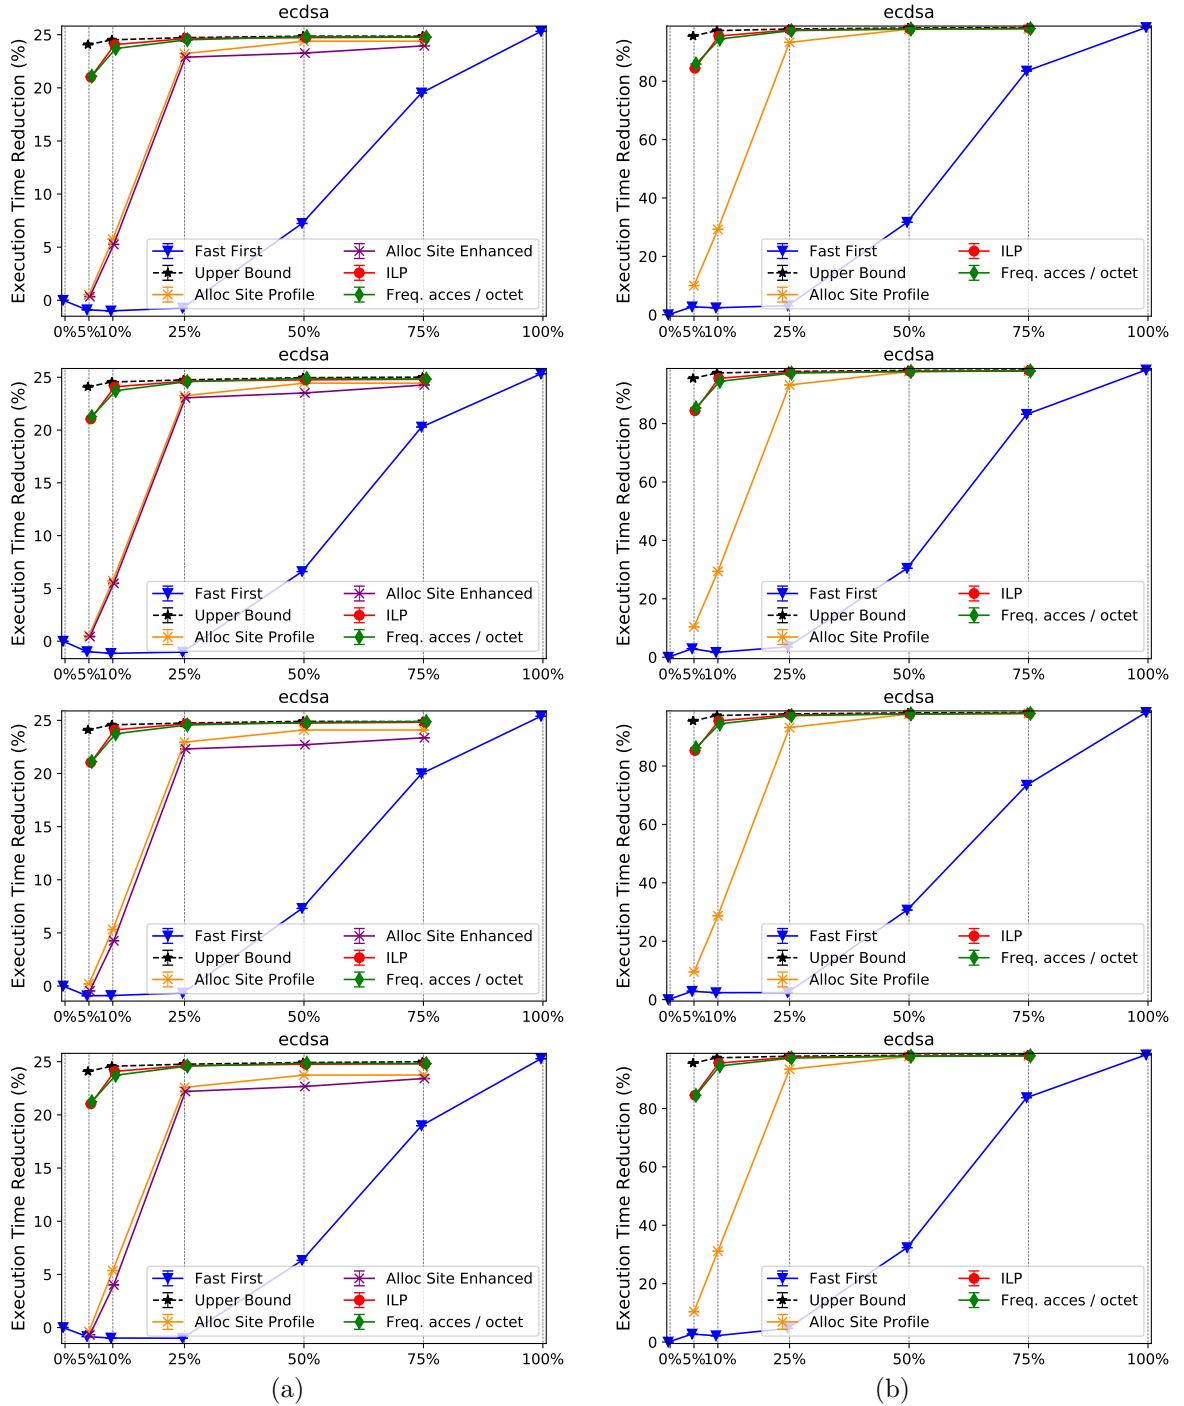 ecdsa
Execution Time Reduction (%)
25
20
15
10
5
0
Fast First
Upper Bound
Alloc Site Profile
Alloc Site Enhanced
ILP
Freq. acces / octet
0% 5% 10% 25% 50% 75% 100%
ecdsa
Execution Time Reduction (%)
80
60
40
20
0
Fast First
Upper Bound
Alloc Site Profile
ILP
Freq. acces / octet
0% 5% 10% 25% 50% 75% 100%
ecdsa
Execution Time Reduction (%)
25
20
15
10
5
0
Fast First
Upper Bound
Alloc Site Profile
Alloc Site Enhanced
ILP
Freq. acces / octet
0% 5% 10% 25% 50% 75% 100%
ecdsa
Execution Time Reduction (%)
80
60
40
20
0
Fast First
Upper Bound
Alloc Site Profile
ILP
Freq. acces / octet
0% 5% 10% 25% 50% 75% 100%
ecdsa
Execution Time Reduction (%)
25
20
15
10
5
0
Fast First
Upper Bound
Alloc Site Profile
Alloc Site Enhanced
ILP
Freq. acces / octet
0% 5% 10% 25% 50% 75% 100%
ecdsa
Execution Time Reduction (%)
80
60
40
20
0
Fast First
Upper Bound
Alloc Site Profile
ILP
Freq. acces / octet
0% 5% 10% 25% 50% 75% 100%
ecdsa
Execution Time Reduction (%)
25
20
15
10
5
0
Fast First
Upper Bound
Alloc Site Profile
Alloc Site Enhanced
ILP
Freq. acces / octet
0% 5% 10% 25% 50% 75% 100%
ecdsa
Execution Time Reduction (%)
80
60
40
20
0
Fast First
Upper Bound
Alloc Site Profile
ILP
Freq. acces / octet
0% 5% 10% 25% 50% 75% 100%
(a)
(b)